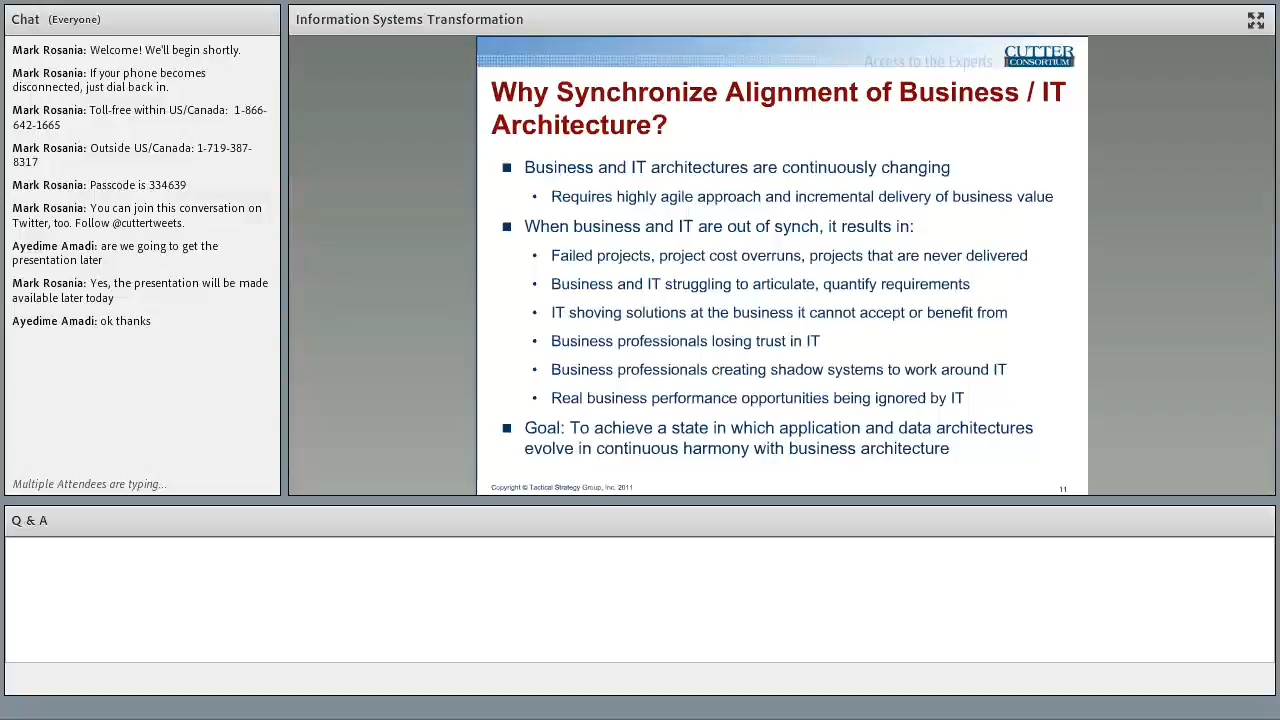 Chat (Everyone)
Mark Rosania: Welcome! We'll begin shortly.
Mark Rosania: If your phone becomes
disconnected, just dial back in.
Mark Rosania: Toll-free within US/Canada: 1-866-
642-1665
Mark Rosania: Outside US/Canada: 1-719-387-
8317
Mark Rosania: Passcode is 334639
Mark Rosania: You can join this conversation on
Twitter, too. Follow @cuttertweets.
Ayedime Amadi: are we going to get the
presentation later
Mark Rosania: Yes, the presentation will be made
available later today
Ayedime Amadi: ok thanks
Multiple Attendees are typing...
Information Systems Transformation
Access to the Experts
CUTTER
CONSORTIUM
Why Synchronize Alignment of Business / IT
Architecture?
■ Business and IT architectures are continuously changing
• Requires highly agile approach and incremental delivery of business value
■ When business and IT are out of synch, it results in:
• Failed projects, project cost overruns, projects that are never delivered
• Business and IT struggling to articulate, quantify requirements
• IT shoving solutions at the business it cannot accept or benefit from
• Business professionals losing trust in IT
• Business professionals creating shadow systems to work around IT
• Real business performance opportunities being ignored by IT
■ Goal: To achieve a state in which application and data architectures
evolve in continuous harmony with business architecture
Copyright © Tactical Strategy Group, Inc. 2011
11
Q & A